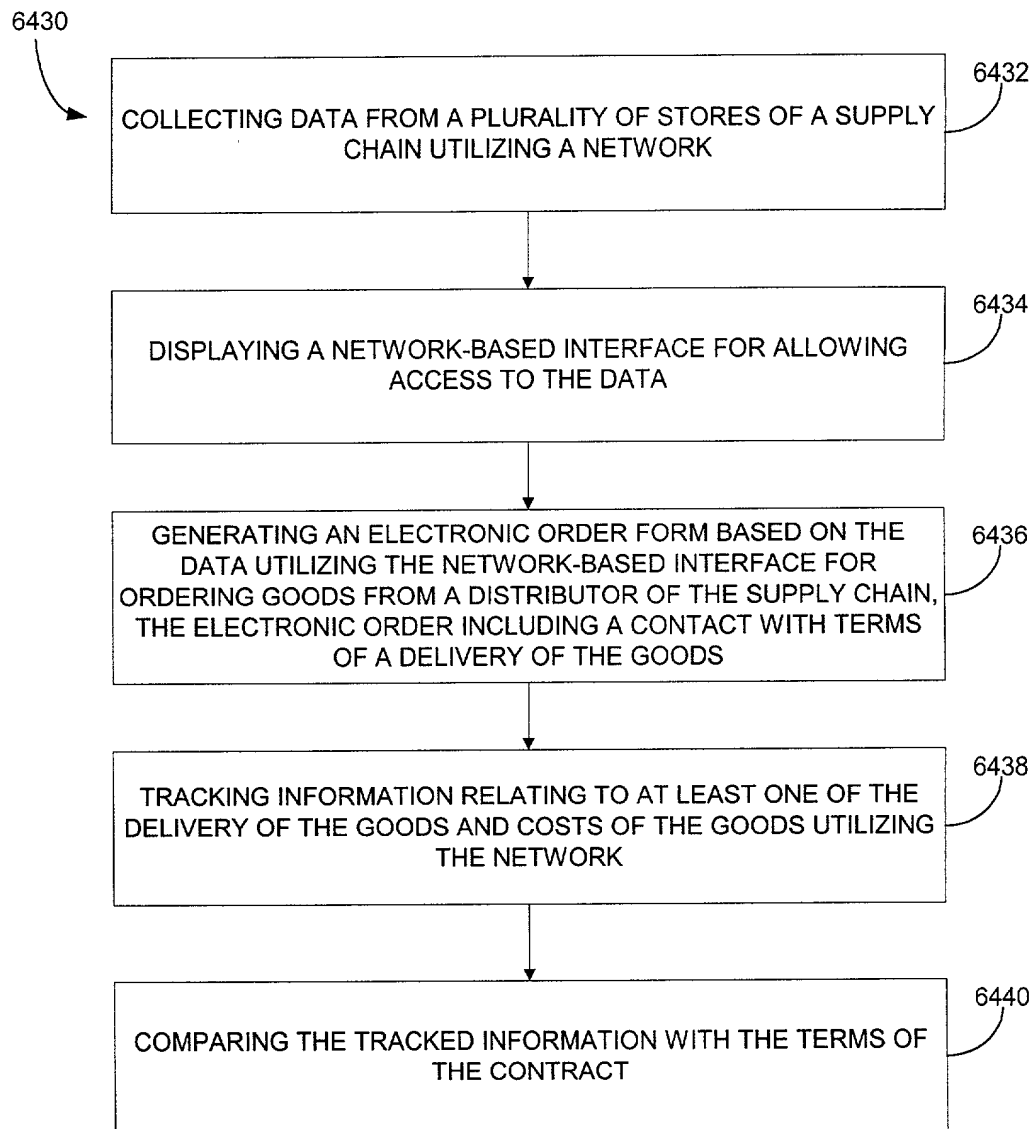 6430
6432
COLLECTING DATA FROM A PLURALITY OF STORES OF A SUPPLY
CHAIN UTILIZING A NETWORK
6434
DISPLAYING A NETWORK-BASED INTERFACE FOR ALLOWING
ACCESS TO THE DATA
6436
GENERATING AN ELECTRONIC ORDER FORM BASED ON THE
DATA UTILIZING THE NETWORK-BASED INTERFACE FOR
ORDERING GOODS FROM A DISTRIBUTOR OF THE SUPPLY CHAIN,
THE ELECTRONIC ORDER INCLUDING A CONTACT WITH TERMS
OF A DELIVERY OF THE GOODS
6438
TRACKING INFORMATION RELATING TO AT LEAST ONE OF THE
DELIVERY OF THE GOODS AND COSTS OF THE GOODS UTILIZING
THE NETWORK
6440
COMPARING THE TRACKED INFORMATION WITH THE TERMS OF
THE CONTRACT